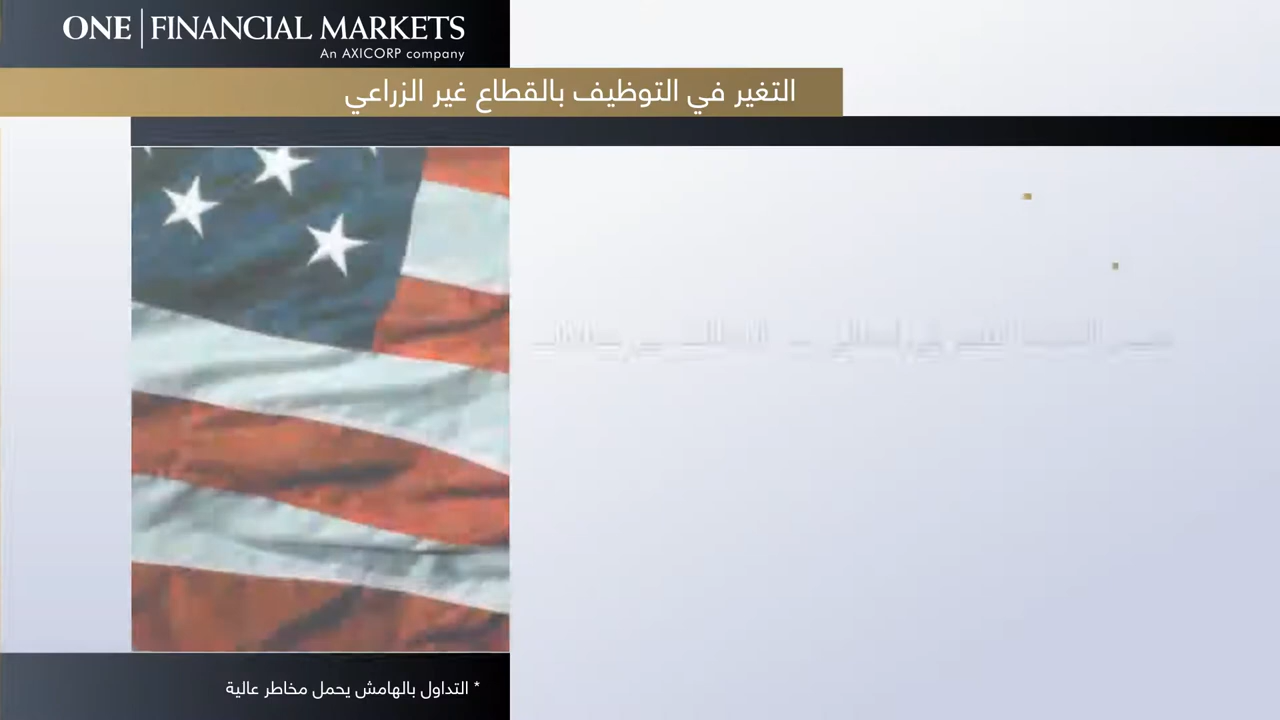 ONE | FINANCIAL MARKETS
An AXICORP company
التغير في التوظيف بالقطاع غير الزراعي
* التداول بالهامش يحمل مخاطر عالية